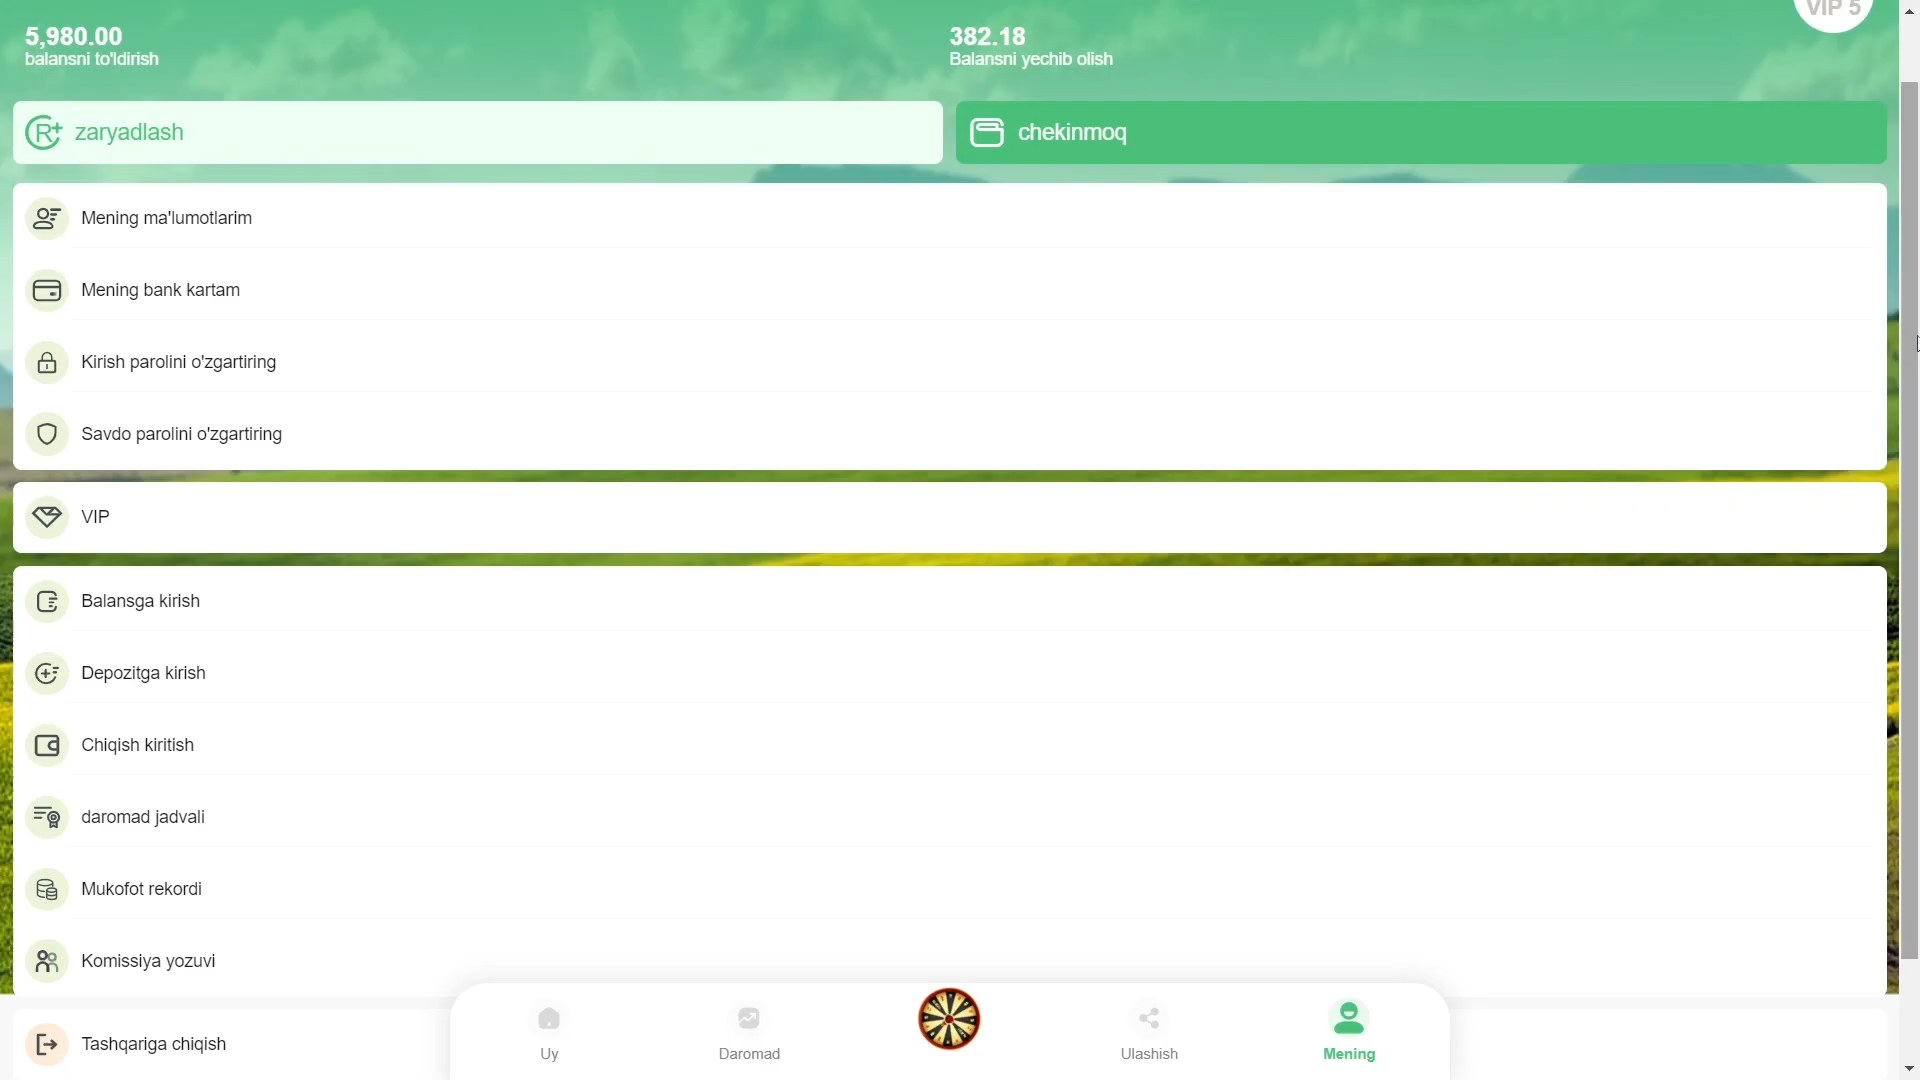 VIP 5
5,980.00
balansni to'ldirish
382.18
Balansni yechib olish
zaryadlash
chekinmoq
Mening ma'lumotlarim
Mening bank kartam
Kirish parolini o'zgartiring
Savdo parolini o'zgartiring
VIP
Balansga kirish
Depozitga kirish
Chiqish kiritish
daromad jadvali
Mukofot rekordi
Komissiya yozuvi
Tashqariga chiqish
Uy
Daromad
Ulashish
Mening